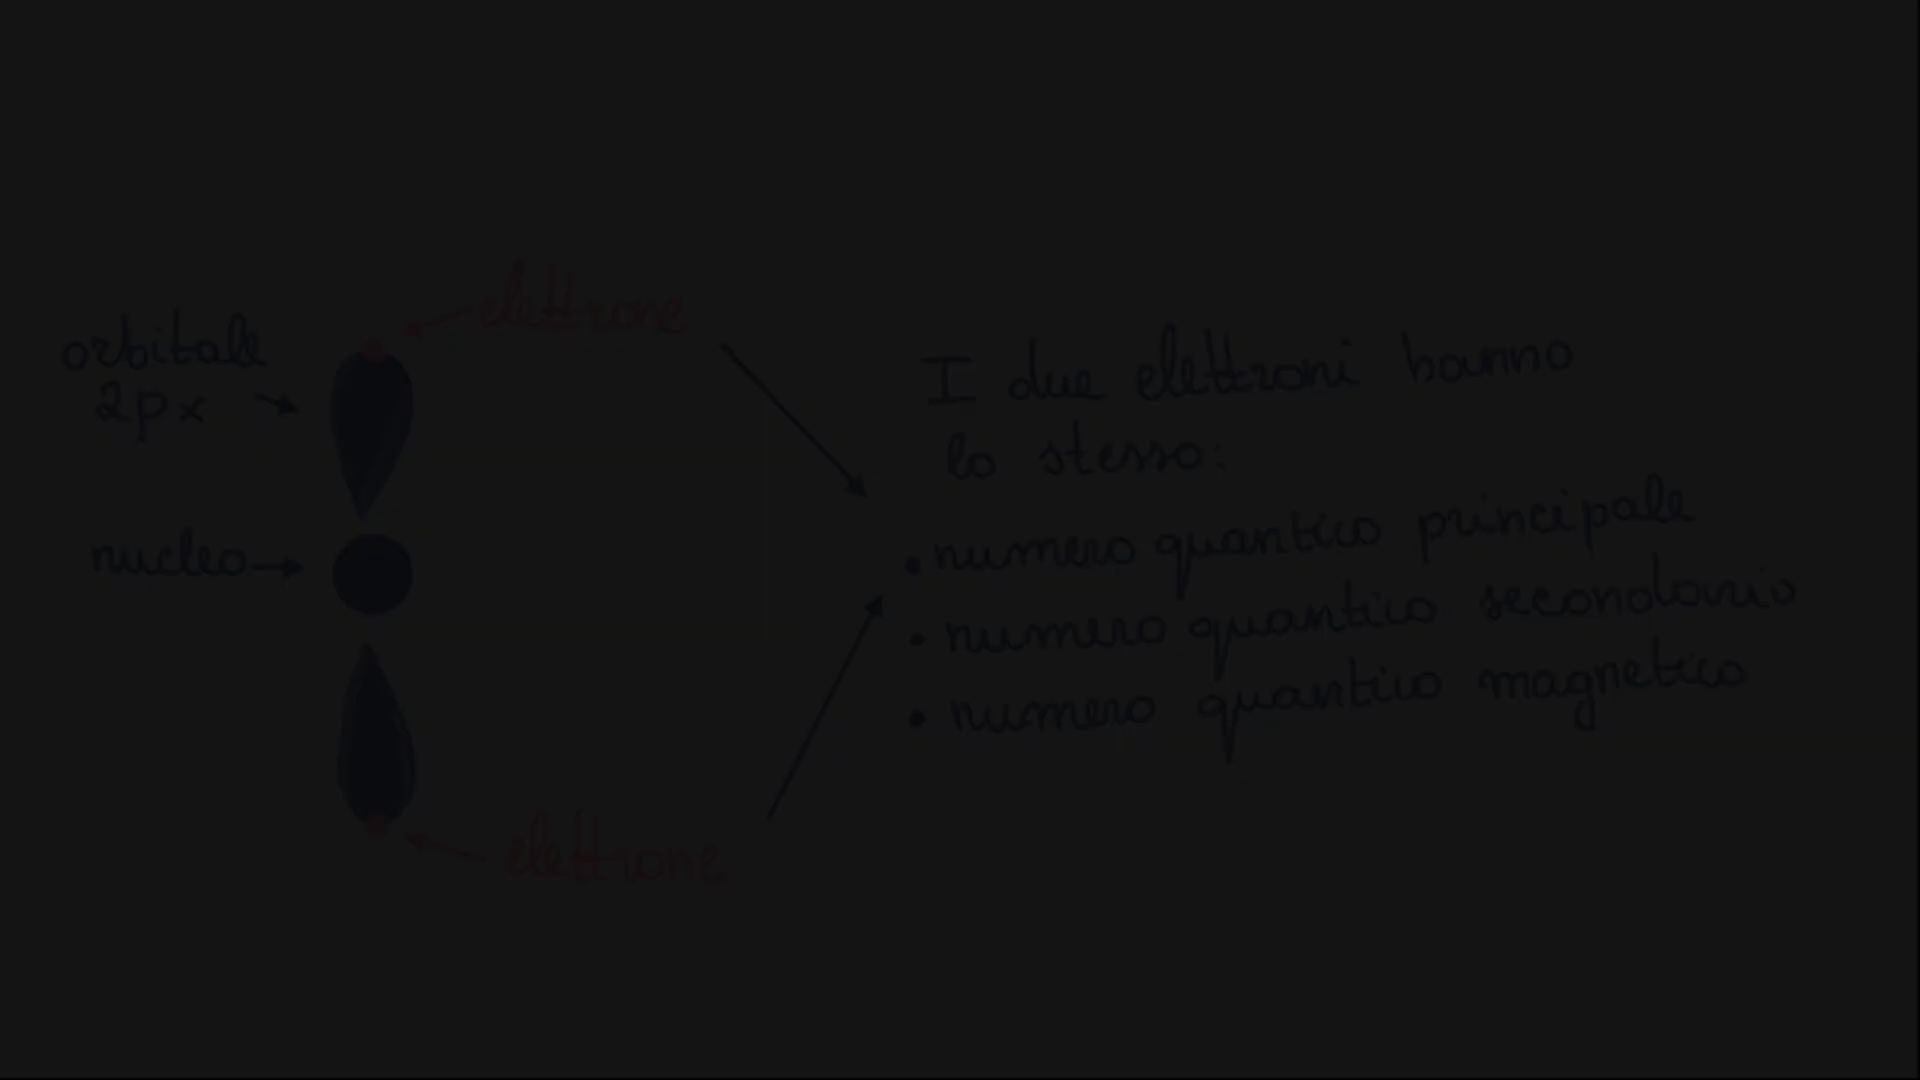 elettrone
orbitale
2px
nucleo
elettrone
I due elettroni hanno
lo stesso:
• numero quantico principale
• numero quantico secondario
• numero quantico magnetico